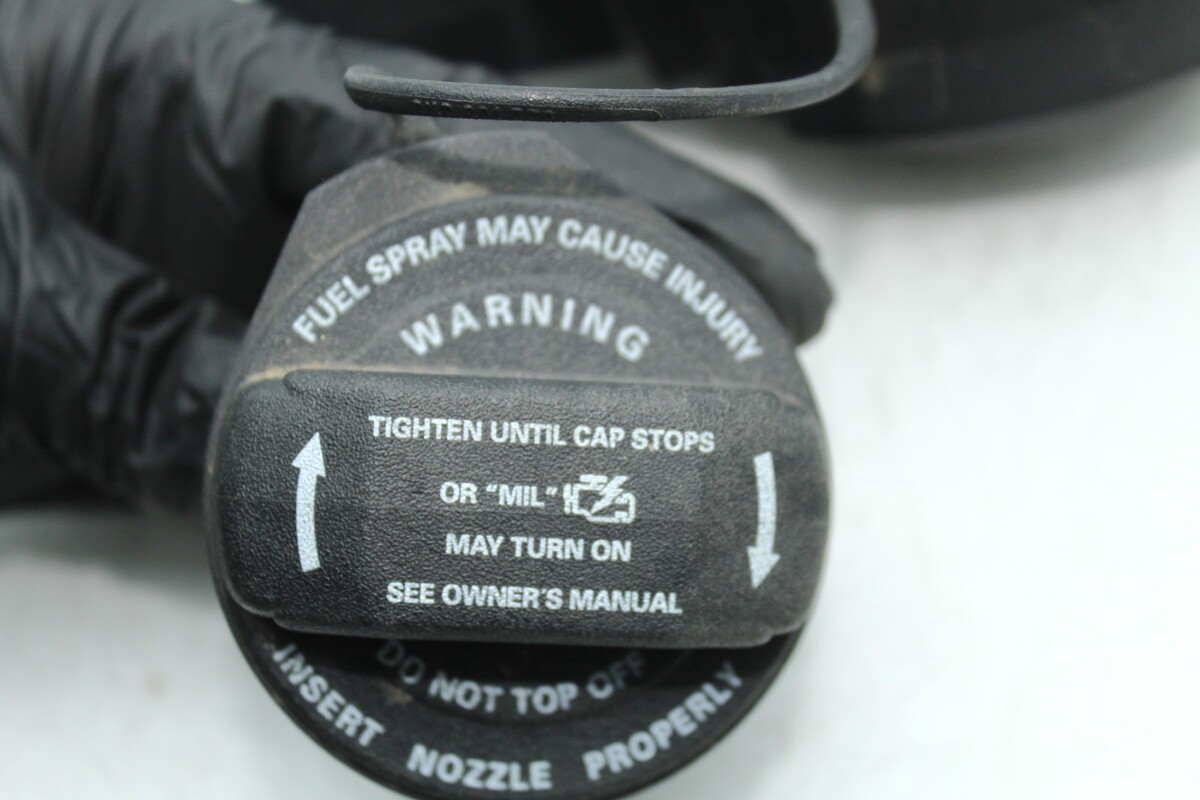 FUEL SPRAY MAY CAUSE INJURY
WARNING
TIGHTEN UNTIL CAP STOPS
OR "MIL"
MAY TURN ON
SEE OWNER'S MANUAL
DO NOT TOP OFF
INSERT NOZZLE PROPERLY